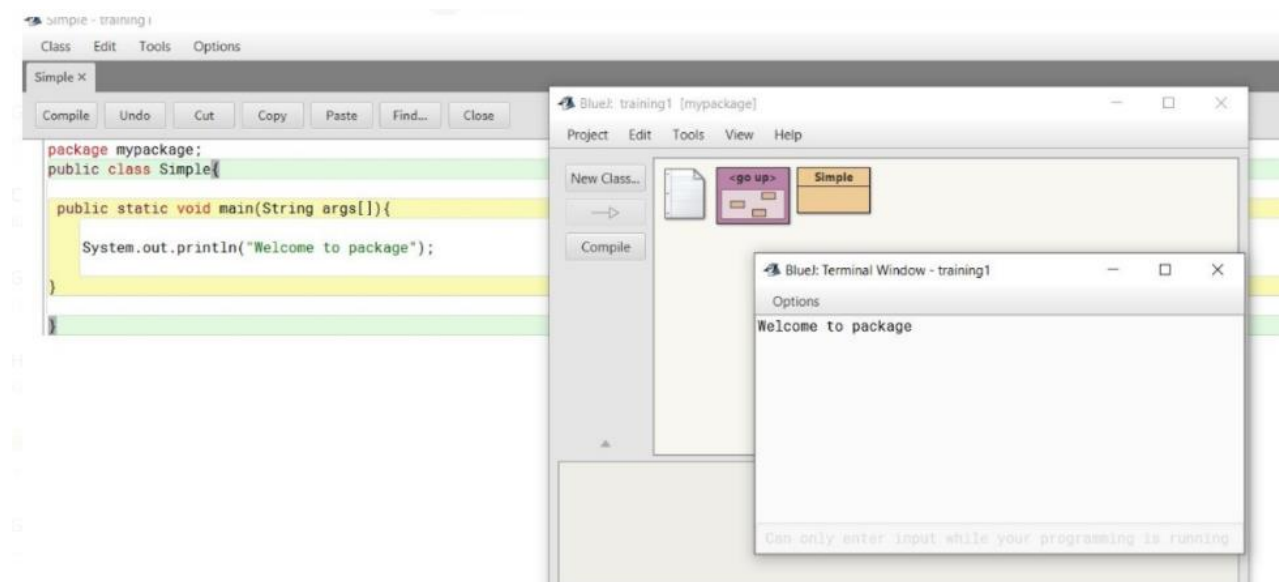 Simple - training1
Class Edit Tools Options
Simple ×
Compile Undo Cut Copy Paste Find... Close
package mypackage;
public class Simple{
public static void main(String args[]){
System.out.println("Welcome to package");
}
}
BlueJ: training1 [mypackage]
Project Edit Tools View Help
New Class...
Compile
<go up>
Simple
BlueJ: Terminal Window - training1
Options
Welcome to package
Can only enter input while your programming is running